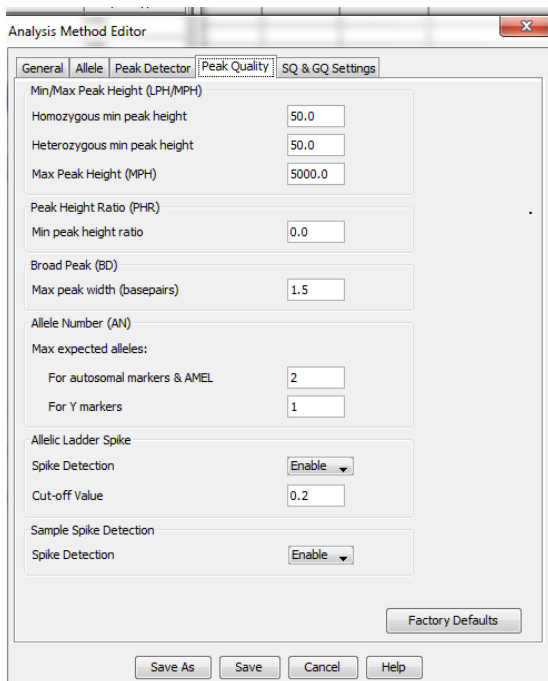 Analysis Method Editor
General Allele Peak Detector Peak Quality SQ & GQ Settings
Min/Max Peak Height (LPH/MPH)
Homozygous min peak height 50.0
Heterozygous min peak height 50.0
Max Peak Height (MPH) 5000.0
Peak Height Ratio (PHR)
Min peak height ratio 0.0
Broad Peak (BD)
Max peak width (basepairs) 1.5
Allele Number (AN)
Max expected alleles:
For autosomal markers & AMEL 2
For Y markers 1
Allelic Ladder Spike
Spike Detection Enable
Cut-off Value 0.2
Sample Spike Detection
Spike Detection Enable
Factory Defaults
Save As Save Cancel Help